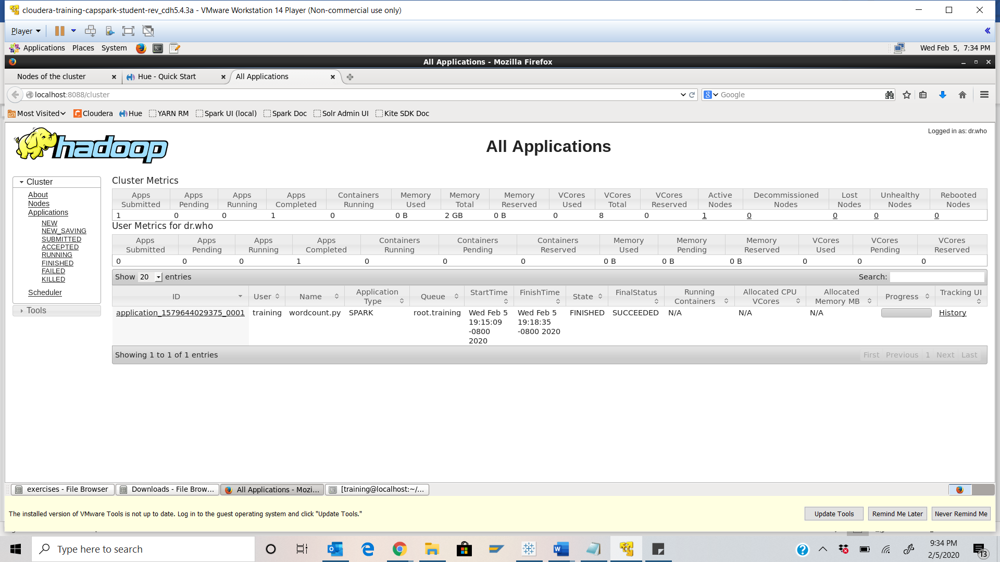 cloudera-training-capspark-student-rev_cdh5.4.3a - VMware Workstation 14 Player (Non-commercial use only)
Player
Applications Places System Wed Feb 5, 7:34 PM
All Applications - Mozilla Firefox
Nodes of the cluster Hue - Quick Start All Applications
localhost:8088/cluster Google
Most Visited Cloudera Hue YARN RM Spark UI (local) Spark Doc Solr Admin UI Kite SDK Doc
Logged in as: dr.who
hadoop
All Applications
Cluster
About
Nodes
Applications
NEW
NEW_SAVING
SUBMITTED
ACCEPTED
RUNNING
FINISHED
FAILED
KILLED
Scheduler
Tools
Cluster Metrics
Apps Submitted Apps Pending Apps Running Apps Completed Containers Running Memory Used Memory Total Memory Reserved VCores Used VCores Total VCores Reserved Active Nodes Decommissioned Nodes Lost Nodes Unhealthy Nodes Rebooted Nodes
1 0 0 1 0 0 B 2 GB 0 B 0 8 0 1 0 0 0 0
User Metrics for dr.who
Apps Submitted Apps Pending Apps Running Apps Completed Containers Running Containers Pending Containers Reserved Memory Used Memory Pending Memory Reserved VCores Used VCores Pending VCores Reserved
0 0 0 1 0 0 0 0 B 0 B 0 B 0 0 0
Show 20 entries Search:
ID User Name Application Type Queue StartTime FinishTime State FinalStatus Running Containers Allocated CPU VCores Allocated Memory MB Progress Tracking UI
application_1579644029375_0001 training wordcount.py SPARK root.training Wed Feb 5 19:15:09 -0800 2020 Wed Feb 5 19:18:35 -0800 2020 FINISHED SUCCEEDED N/A N/A N/A History
Showing 1 to 1 of 1 entries First Previous 1 Next Last
exercises - File Browser Downloads - File Brow... All Applications - Mozi... [training@localhost:~/...
The installed version of VMware Tools is not up to date. Log in to the guest operating system and click "Update Tools."
Update Tools Remind Me Later Never Remind Me
Type here to search
9:34 PM
2/5/2020
13